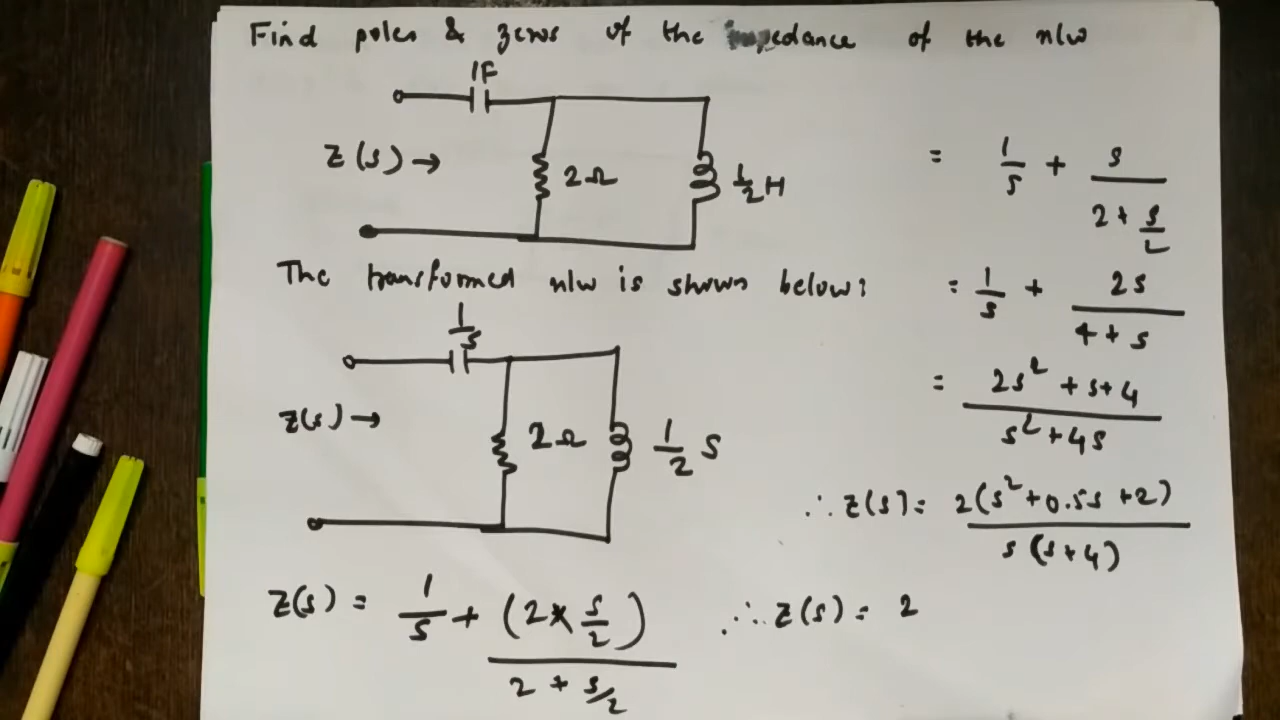 Find poles & zeros of the impedance of the n/w
1F
Z(s) →
2Ω
1/2 H
The transformed n/w is shown below:
1/s
Z(s) →
2Ω
1/2 s
Z(s) = 1/s + (2 * s/2) / (2 + s/2)
= 1/s + s / (2 + s/2)
= 1/s + 2s / (4 + s)
= (2s² + s + 4) / (s² + 4s)
∴ Z(s) = 2(s² + 0.5s + 2) / s(s + 4)
∴ Z(s) = 2